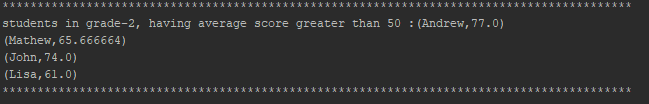 ******************************************************************************************
students in grade-2, having average score greater than 50 :(Andrew,77.0)
(Mathew,65.666664)
(John,74.0)
(Lisa,61.0)
******************************************************************************************